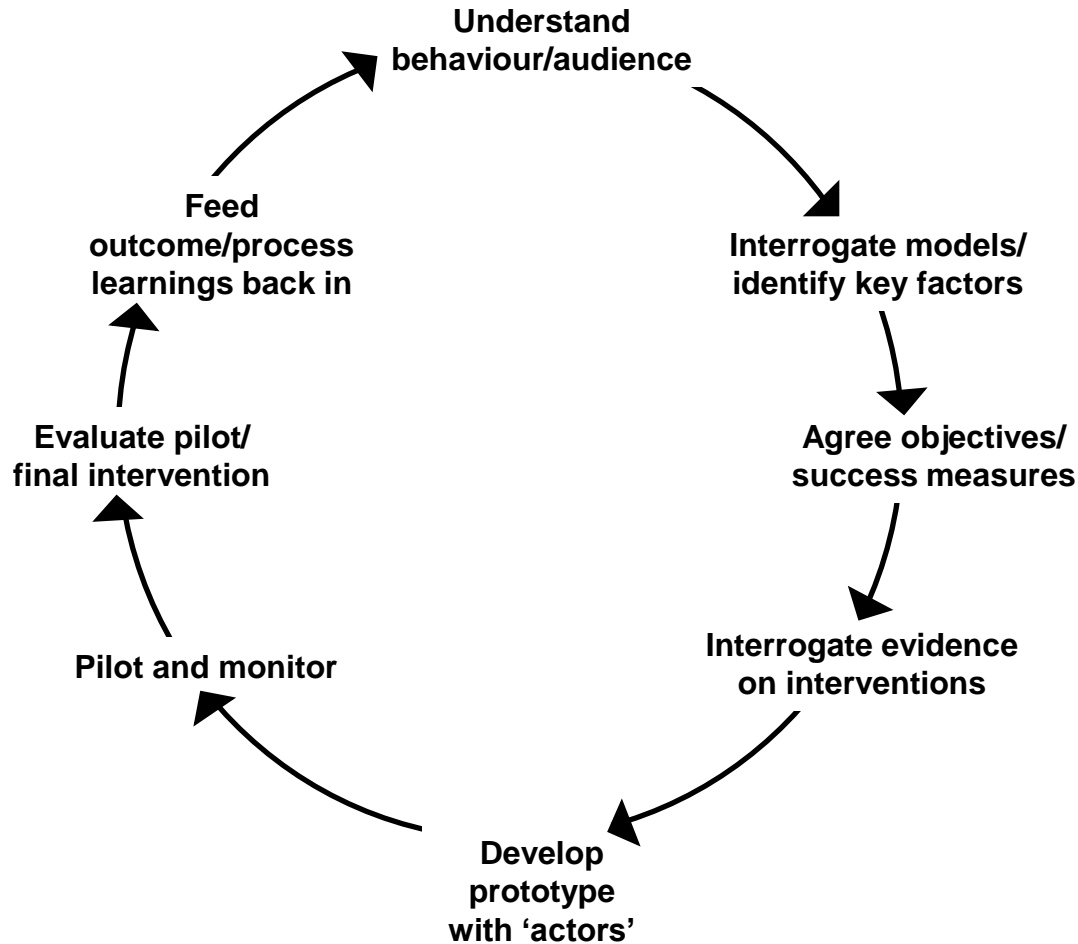 Understand
behaviour/audience
Interrogate models/
identify key factors
Agree objectives/
success measures
Interrogate evidence
on interventions
Develop
prototype
with ‘actors’
Pilot and monitor
Evaluate pilot/
final intervention
Feed
outcome/process
learnings back in